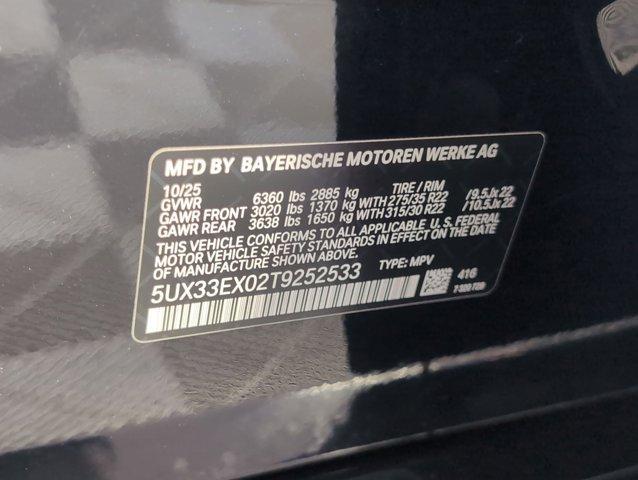 MFD BY BAYERISCHE MOTOREN WERKE AG
10/25
GVWR 6360 lbs 2885 kg TIRE / RIM
GAWR FRONT 3020 lbs 1370 kg WITH 275/35 R22 /9.5Jx22
GAWR REAR 3638 lbs 1650 kg WITH 315/30 R22 /10.5Jx22
THIS VEHICLE CONFORMS TO ALL APPLICABLE U.S. FEDERAL
MOTOR VEHICLE SAFETY STANDARDS IN EFFECT ON THE DATE
OF MANUFACTURE SHOWN ABOVE.
5UX33EX02T9252533 TYPE: MPV
416